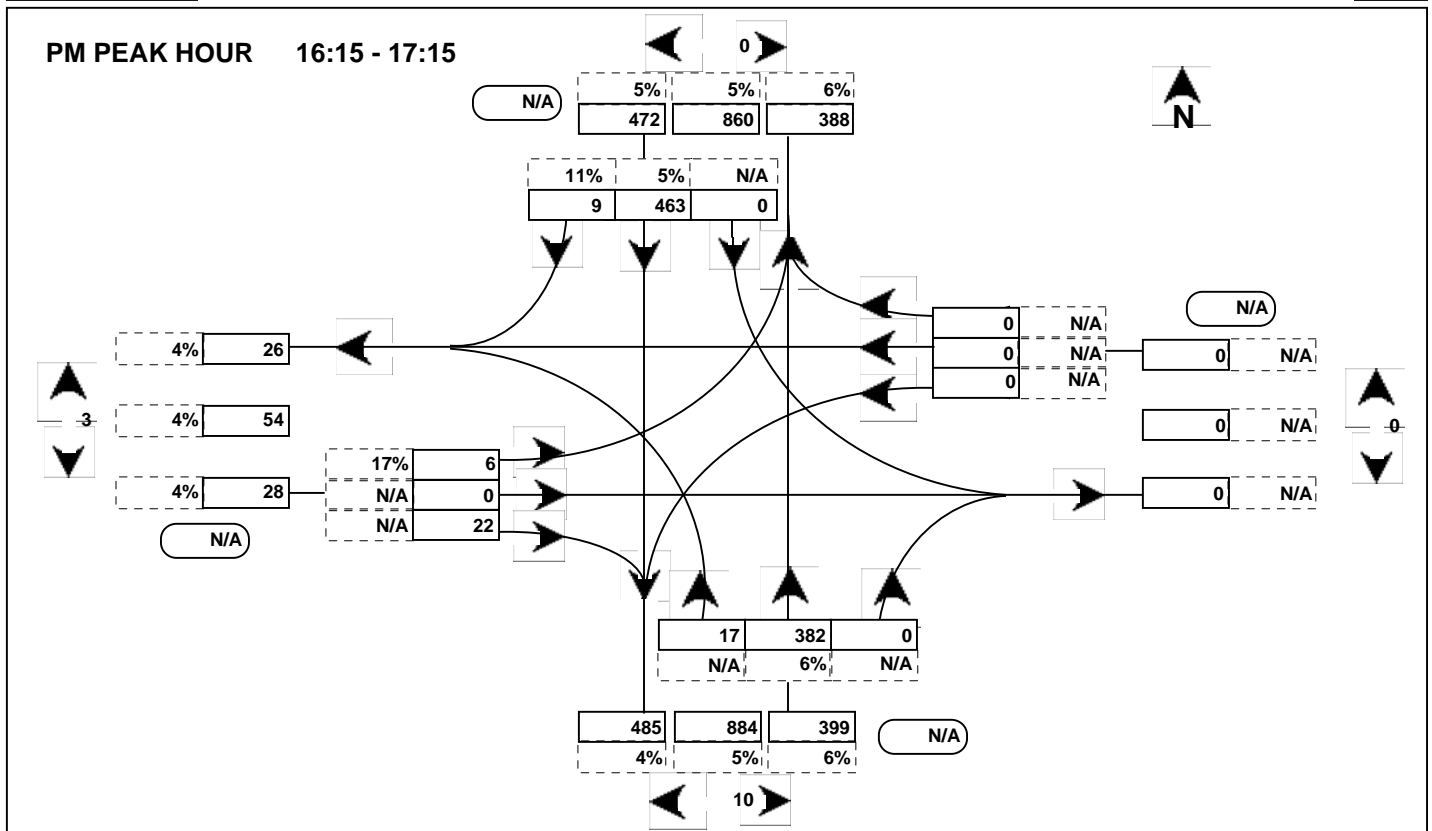 PM PEAK HOUR 16:15 - 17:15
0
N
N/A
5% 5% 6%
472 860 388
11% 5% N/A
9 463 0
0 N/A
0 N/A
0 N/A
N/A
0 N/A
0 N/A
0 N/A
0
4% 26
4% 54
4% 28
3
N/A
17% 6
N/A 0
N/A 22
17 382 0
N/A 6% N/A
485 884 399
4% 5% 6%
N/A
10